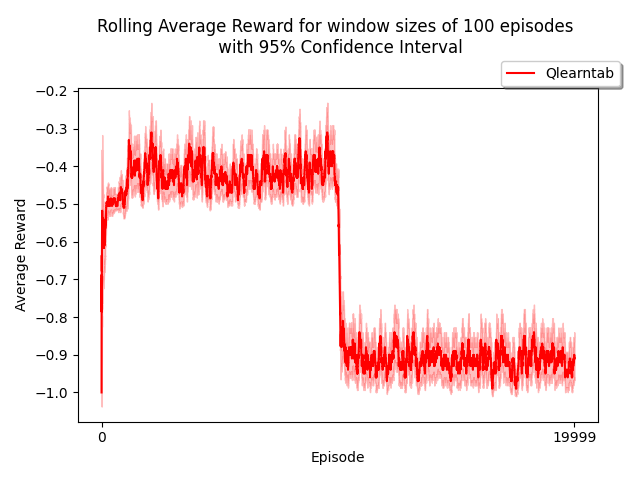 Rolling Average Reward for window sizes of 100 episodes
with 95% Confidence Interval
Qlearntab
−0.2
−0.3
−0.4
−0.5
−0.6
−0.7
−0.8
−0.9
−1.0
Average Reward
0
19999
Episode